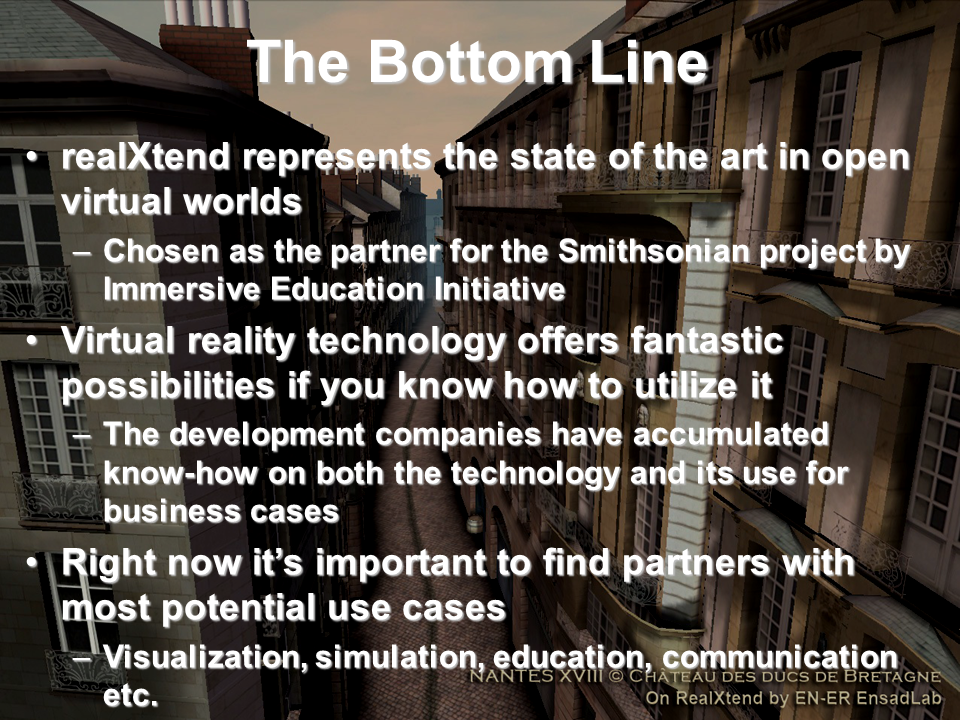 The Bottom Line
• realXtend represents the state of the art in open
virtual worlds
– Chosen as the partner for the Smithsonian project by
Immersive Education Initiative
• Virtual reality technology offers fantastic
possibilities if you know how to utilize it
– The development companies have accumulated
know-how on both the technology and its use for
business cases
• Right now it’s important to find partners with
most potential use cases
– Visualization, simulation, education, communication
etc.
NANTES XVIII © Château des ducs de Bretagne
On RealXtend by EN-ER EnsadLab